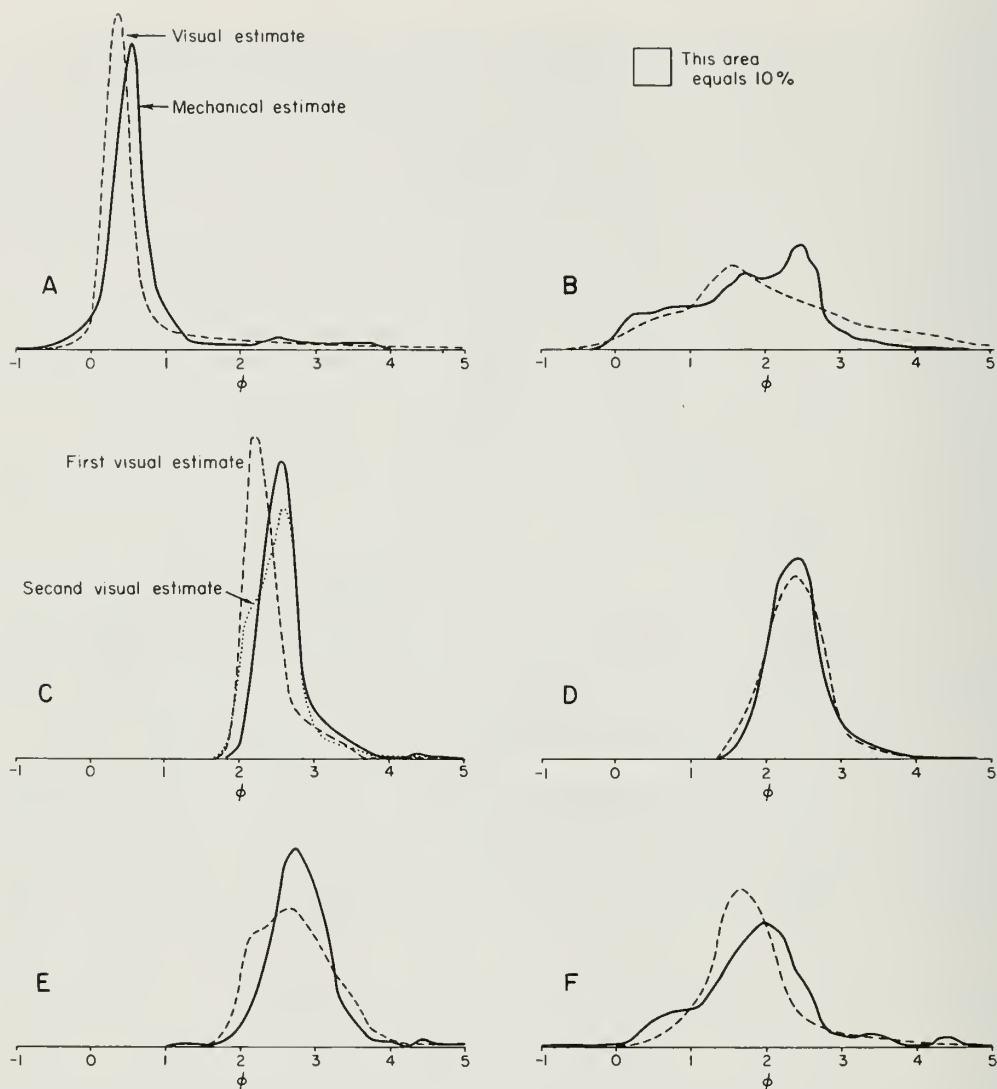 Visual estimate
Mechanical estimate
This area
equals 10%
A
B
-1 0 1 2 3 4 5
ϕ
-1 0 1 2 3 4 5
ϕ
First visual estimate
Second visual estimate
C
D
-1 0 1 2 3 4 5
ϕ
-1 0 1 2 3 4 5
ϕ
E
F
-1 0 1 2 3 4 5
ϕ
-1 0 1 2 3 4 5
ϕ